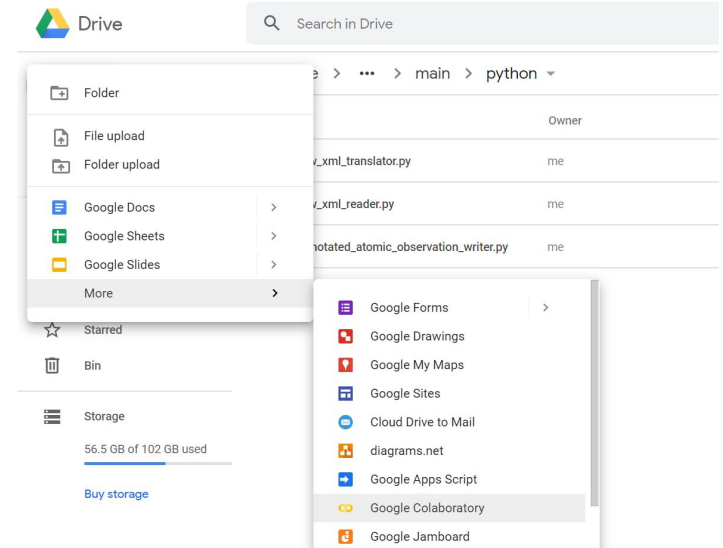 Drive
Search in Drive
main > python
Folder
File upload
Folder upload
Google Docs
Google Sheets
Google Slides
More
Owner
_xml_translator.py
me
_xml_reader.py
me
notated_atomic_observation_writer.py
me
Starred
Bin
Storage
56.5 GB of 102 GB used
Buy storage
Google Forms
Google Drawings
Google My Maps
Google Sites
Cloud Drive to Mail
diagrams.net
Google Apps Script
Google Colaboratory
Google Jamboard